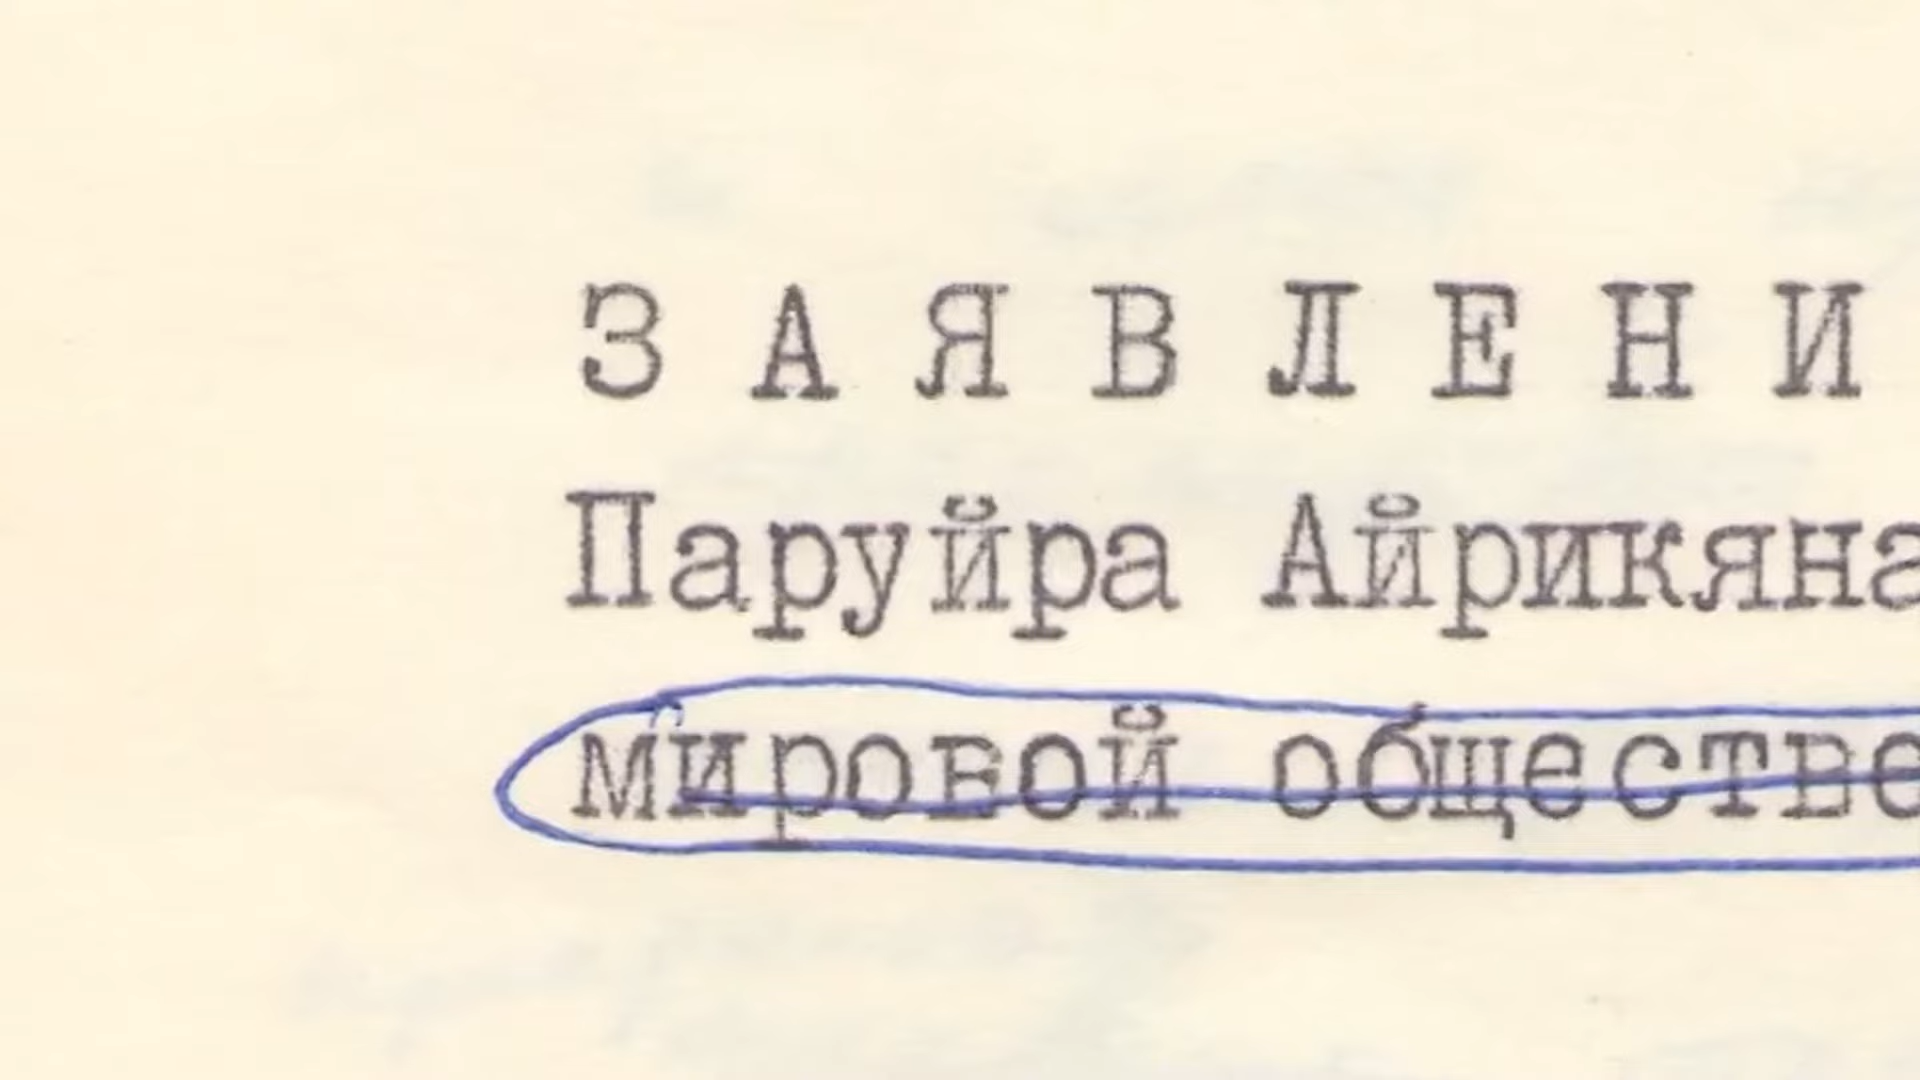 З А Я В Л Е Н И
Паруйра Айрикяна
мировой обществе